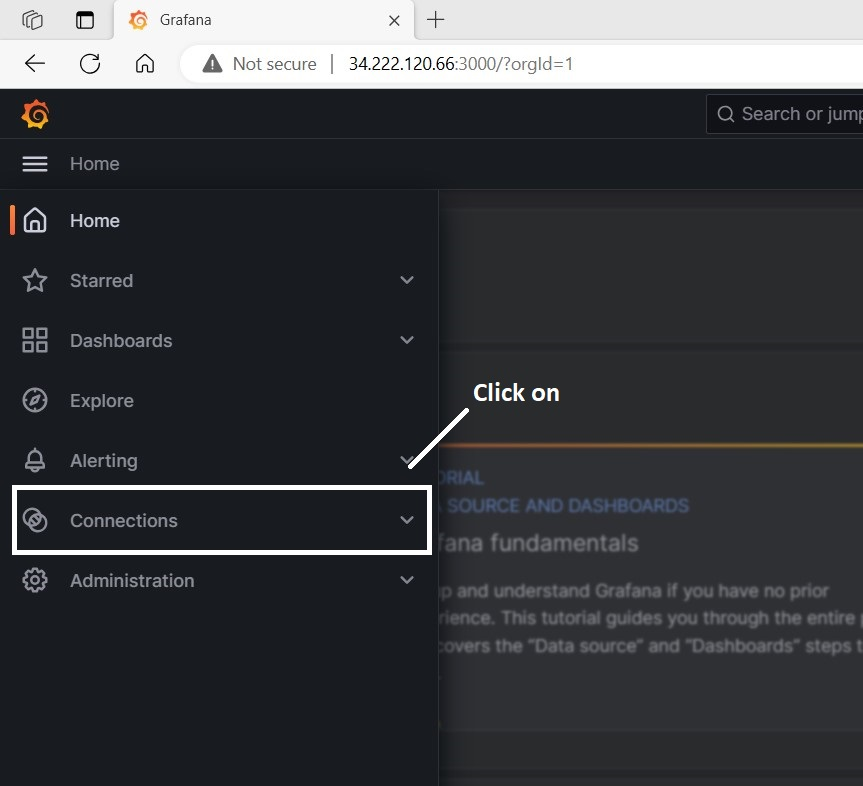 Grafana
Not secure | 34.222.120.66:3000/?orgId=1
Search or jump
Home
Home
Starred
Dashboards
Explore
Click on
Alerting
ORIAL
SOURCE AND DASHBOARDS
Connections
fana fundamentals
Administration
up and understand Grafana if you have no prior
rience. This tutorial guides you through the entire
covers the "Data source" and "Dashboards" steps t